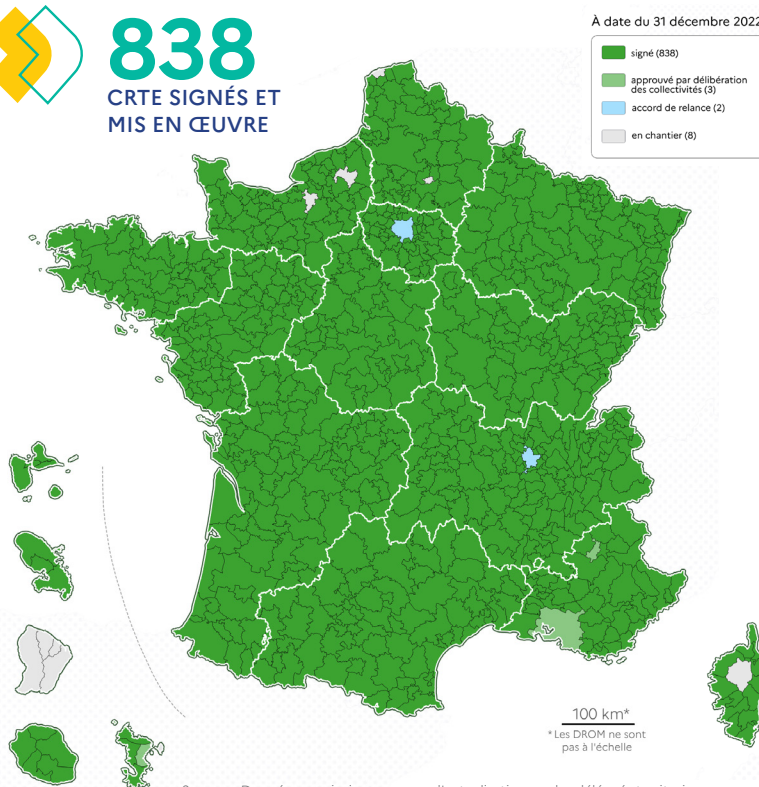 838
CRTE SIGNÉS ET
MIS EN ŒUVRE
À date du 31 décembre 2022
signé (838)
approuvé par délibération
des collectivités (3)
accord de relance (2)
en chantier (8)
100 km*
* Les DROM ne sont
pas à l'échelle